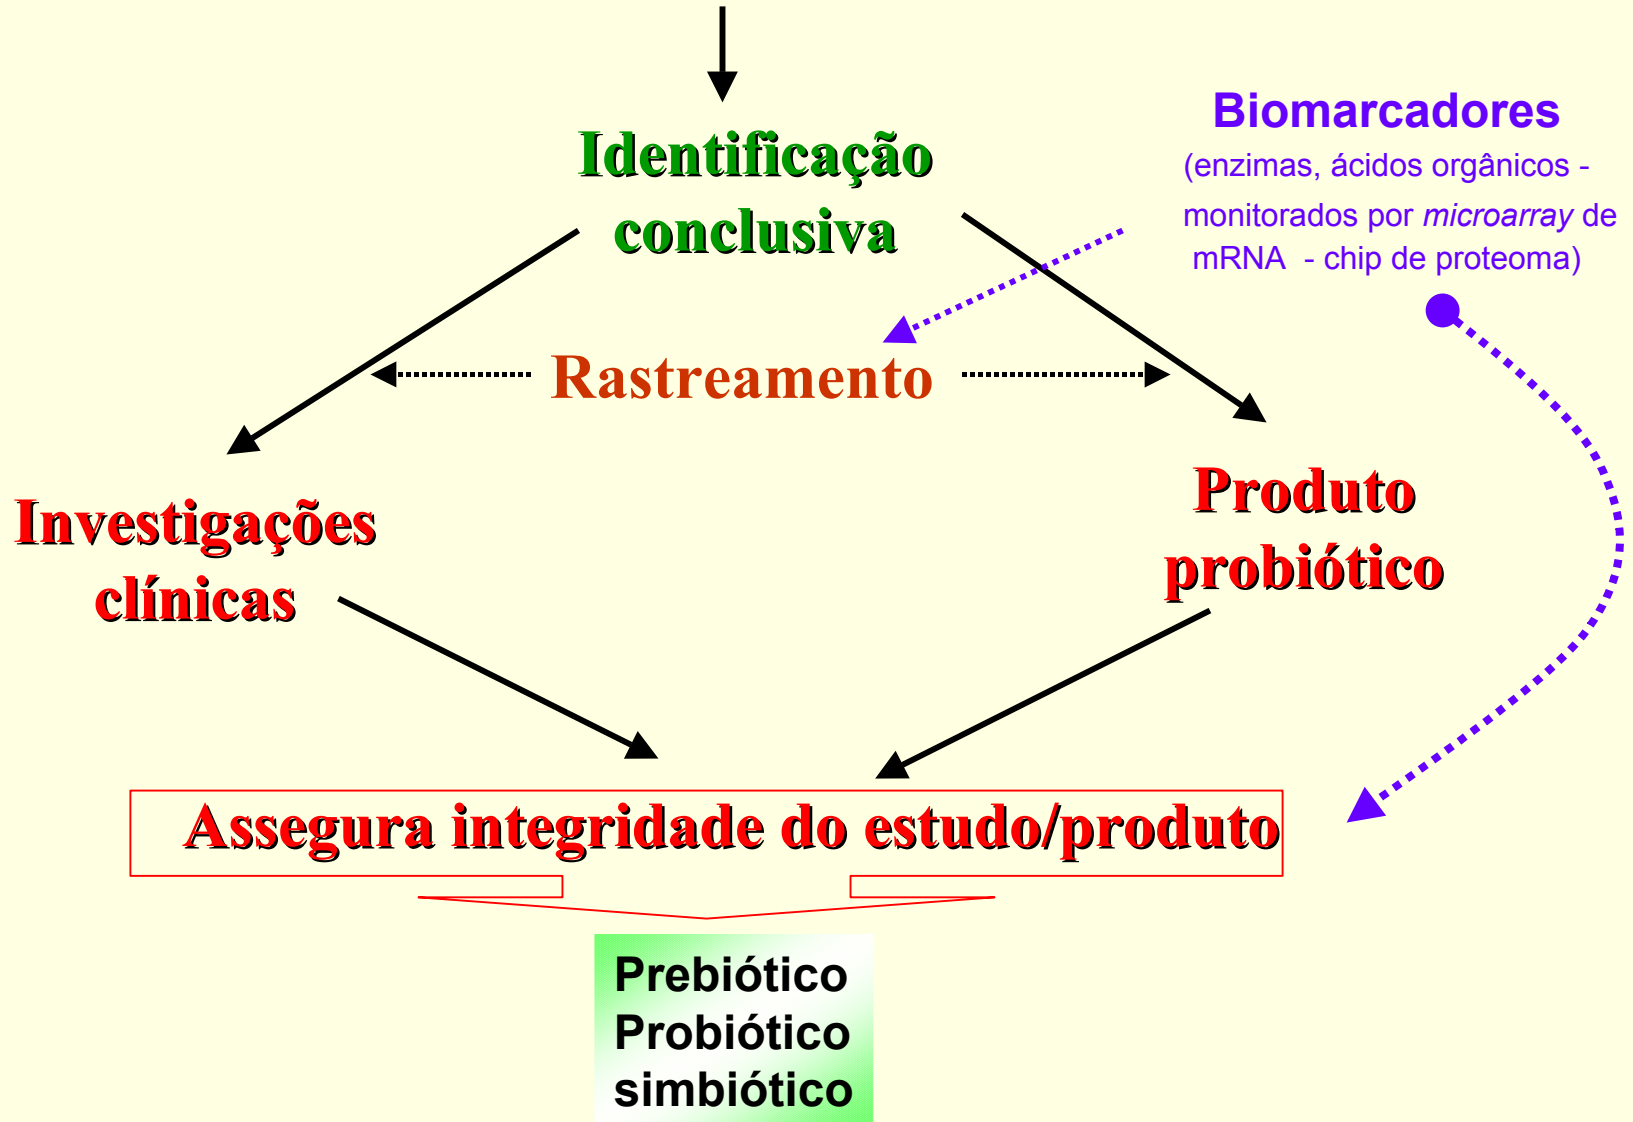 Identificação
conclusiva
Biomarcadores
(enzimas, ácidos orgânicos -
monitorados por microarray de
mRNA - chip de proteoma)
Rastreamento
Investigações
clínicas
Produto
probiótico
Assegura integridade do estudo/produto
Prebiótico
Probiótico
simbiótico